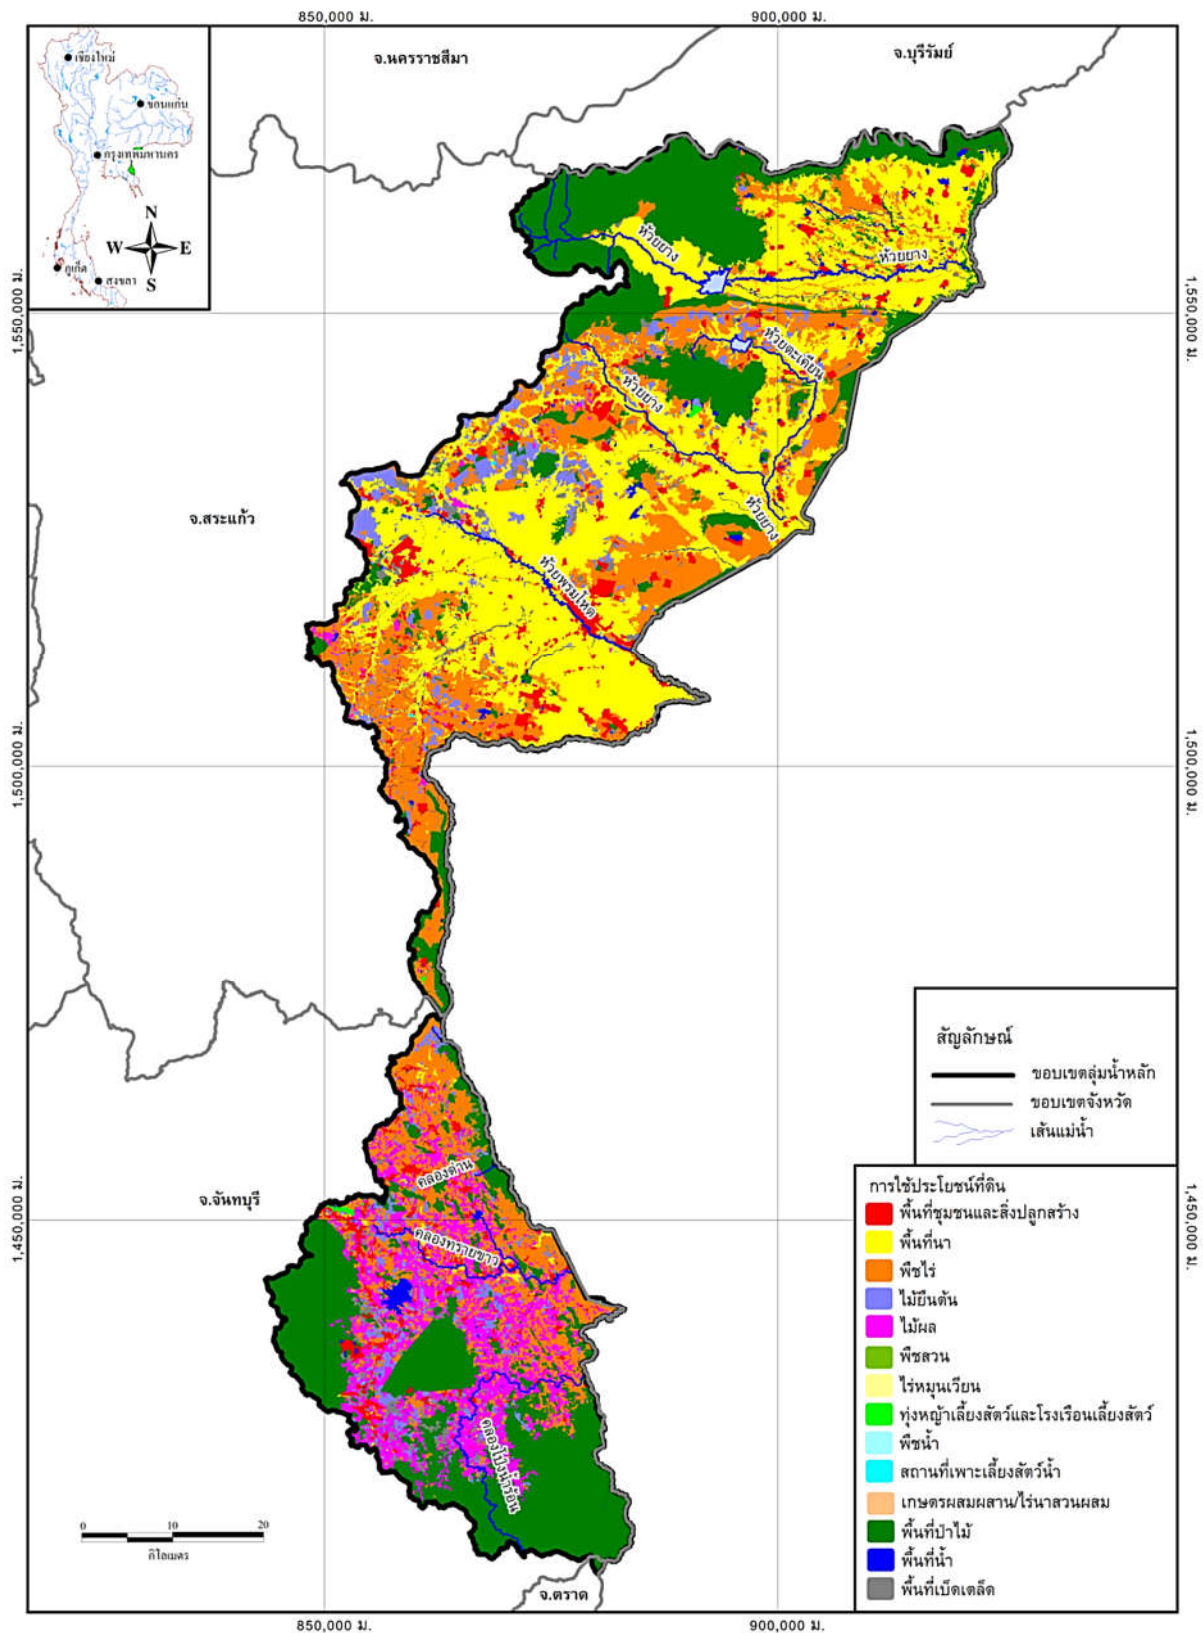 850,000 ม.
900,000 ม.
จ.นครราชสีมา
จ.บุรีรัมย์
เชียงใหม่
ขอนแก่น
กรุงเทพมหานคร
N
W
E
S
ภูเก็ต
สงขลา
1,550,000 ม.
1,550,000 ม.
ห้วยยาง
ห้วยยาง
ห้วยตะเคียน
ห้วยยาง
ห้วยยาง
จ.สระแก้ว
ห้วยพรมโหด
1,500,000 ม.
1,500,000 ม.
สัญลักษณ์
ขอบเขตลุ่มน้ำหลัก
ขอบเขตจังหวัด
เส้นแม่น้ำ
คลองด่าน
จ.จันทบุรี
1,450,000 ม.
1,450,000 ม.
คลองทรายขาว
คลองโป่งน้ำร้อน
การใช้ประโยชน์ที่ดิน
พื้นที่ชุมชนและสิ่งปลูกสร้าง
พื้นที่นา
พืชไร่
ไม้ยืนต้น
ไม้ผล
พืชสวน
ไร่หมุนเวียน
ทุ่งหญ้าเลี้ยงสัตว์และโรงเรือนเลี้ยงสัตว์
พืชน้ำ
สถานที่เพาะเลี้ยงสัตว์น้ำ
เกษตรผสมผสาน/ไร่นาสวนผสม
พื้นที่ป่าไม้
พื้นที่น้ำ
พื้นที่เบ็ดเตล็ด
0 10 20
กิโลเมตร
จ.ตราด
850,000 ม.
900,000 ม.